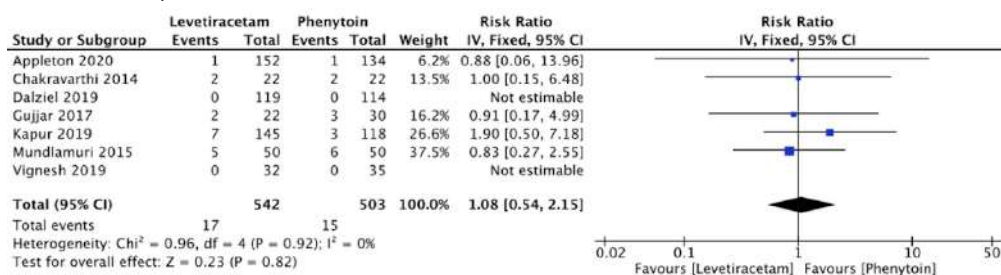 Levetiracetam Phenytoin Risk Ratio Risk Ratio
Study or Subgroup Events Total Events Total Weight IV, Fixed, 95% CI IV, Fixed, 95% CI
Appleton 2020 1 152 1 134 6.2% 0.88 [0.06, 13.96]
Chakravarthi 2014 2 22 2 22 13.5% 1.00 [0.15, 6.48]
Dalziel 2019 0 119 0 114 Not estimable
Gujjar 2017 2 22 3 30 16.2% 0.91 [0.17, 4.99]
Kapur 2019 7 145 3 118 26.6% 1.90 [0.50, 7.18]
Mundlamuri 2015 5 50 6 50 37.5% 0.83 [0.27, 2.55]
Vignesh 2019 0 32 0 35 Not estimable
Total (95% CI) 542 503 100.0% 1.08 [0.54, 2.15]
Total events 17 15
Heterogeneity: Chi² = 0.96, df = 4 (P = 0.92); I² = 0%
Test for overall effect: Z = 0.23 (P = 0.82)
0.02 0.1 1 10 50
Favours [Levetiracetam] Favours [Phenytoin]